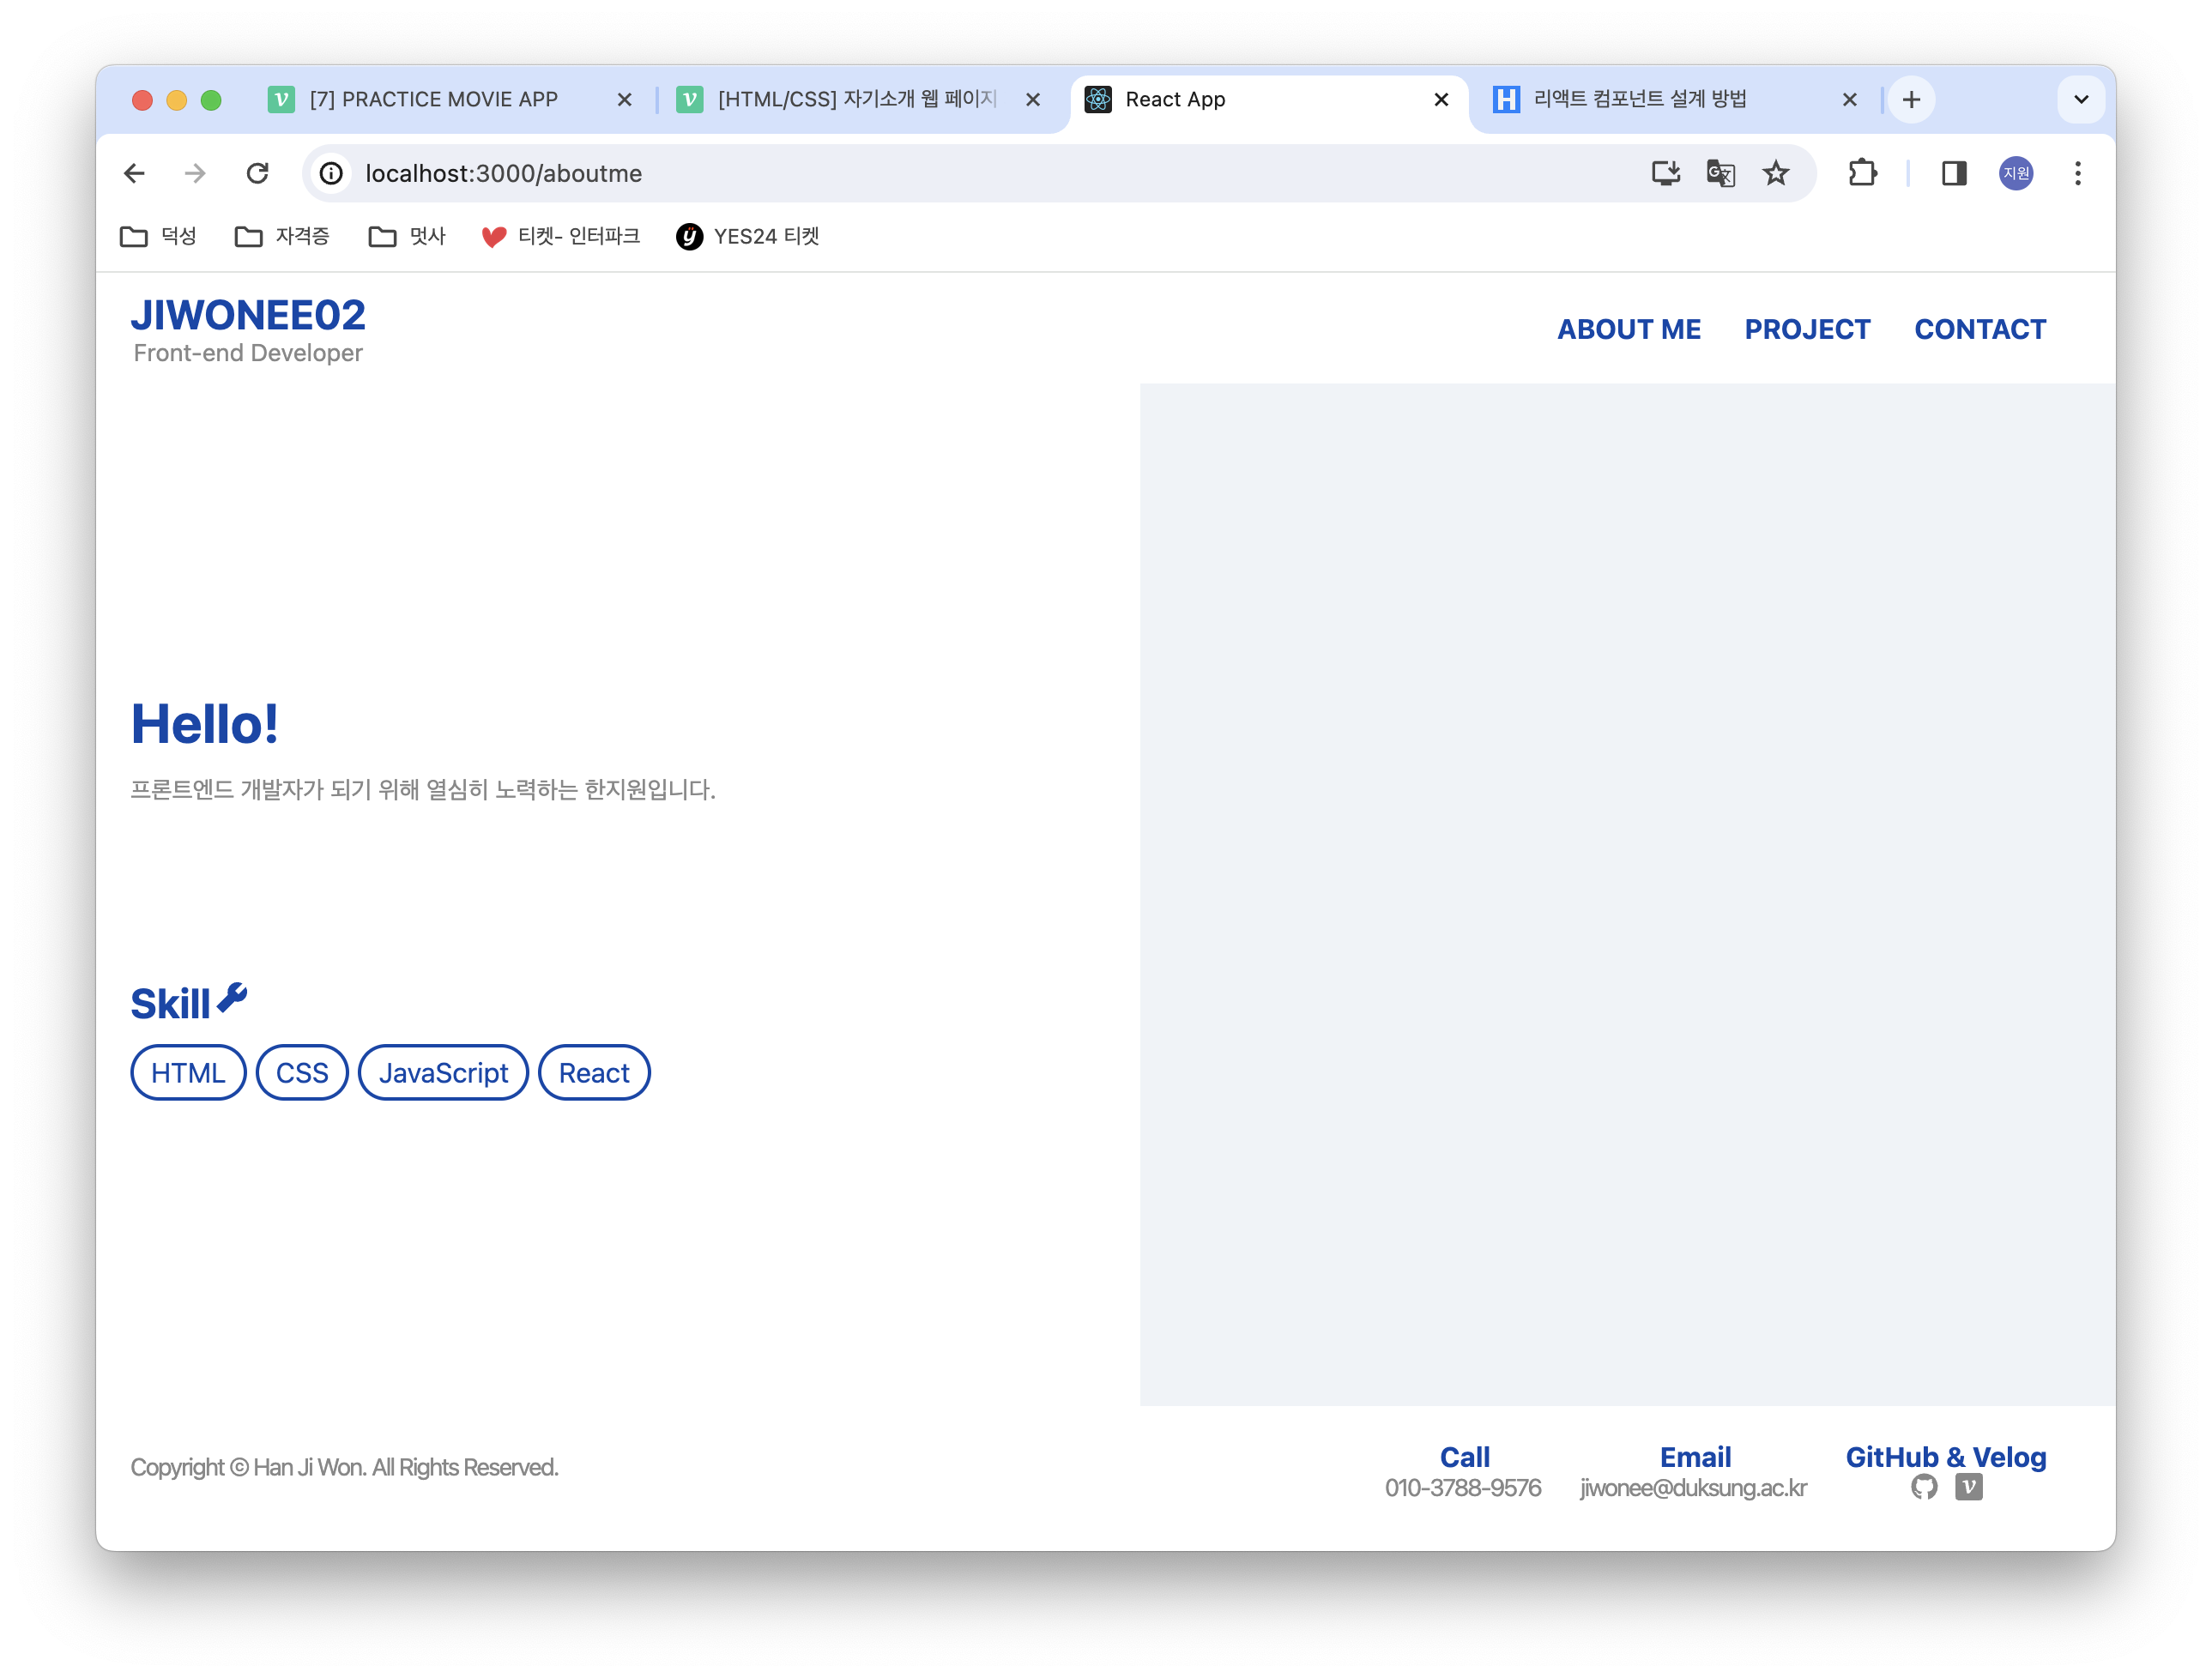 [7] PRACTICE MOVIE APP
[HTML/CSS] 자기소개 웹 페이지
React App
리액트 컴포넌트 설계 방법
localhost:3000/aboutme
지원
덕성
자격증
멋사
티켓- 인터파크
YES24 티켓
JIWONEE02
Front-end Developer
ABOUT ME
PROJECT
CONTACT
Hello!
프론트엔드 개발자가 되기 위해 열심히 노력하는 한지원입니다.
Skill
HTML
CSS
JavaScript
React
Copyright ⓒ Han Ji Won. All Rights Reserved.
Call
010-3788-9576
Email
jiwonee@duksung.ac.kr
GitHub & Velog